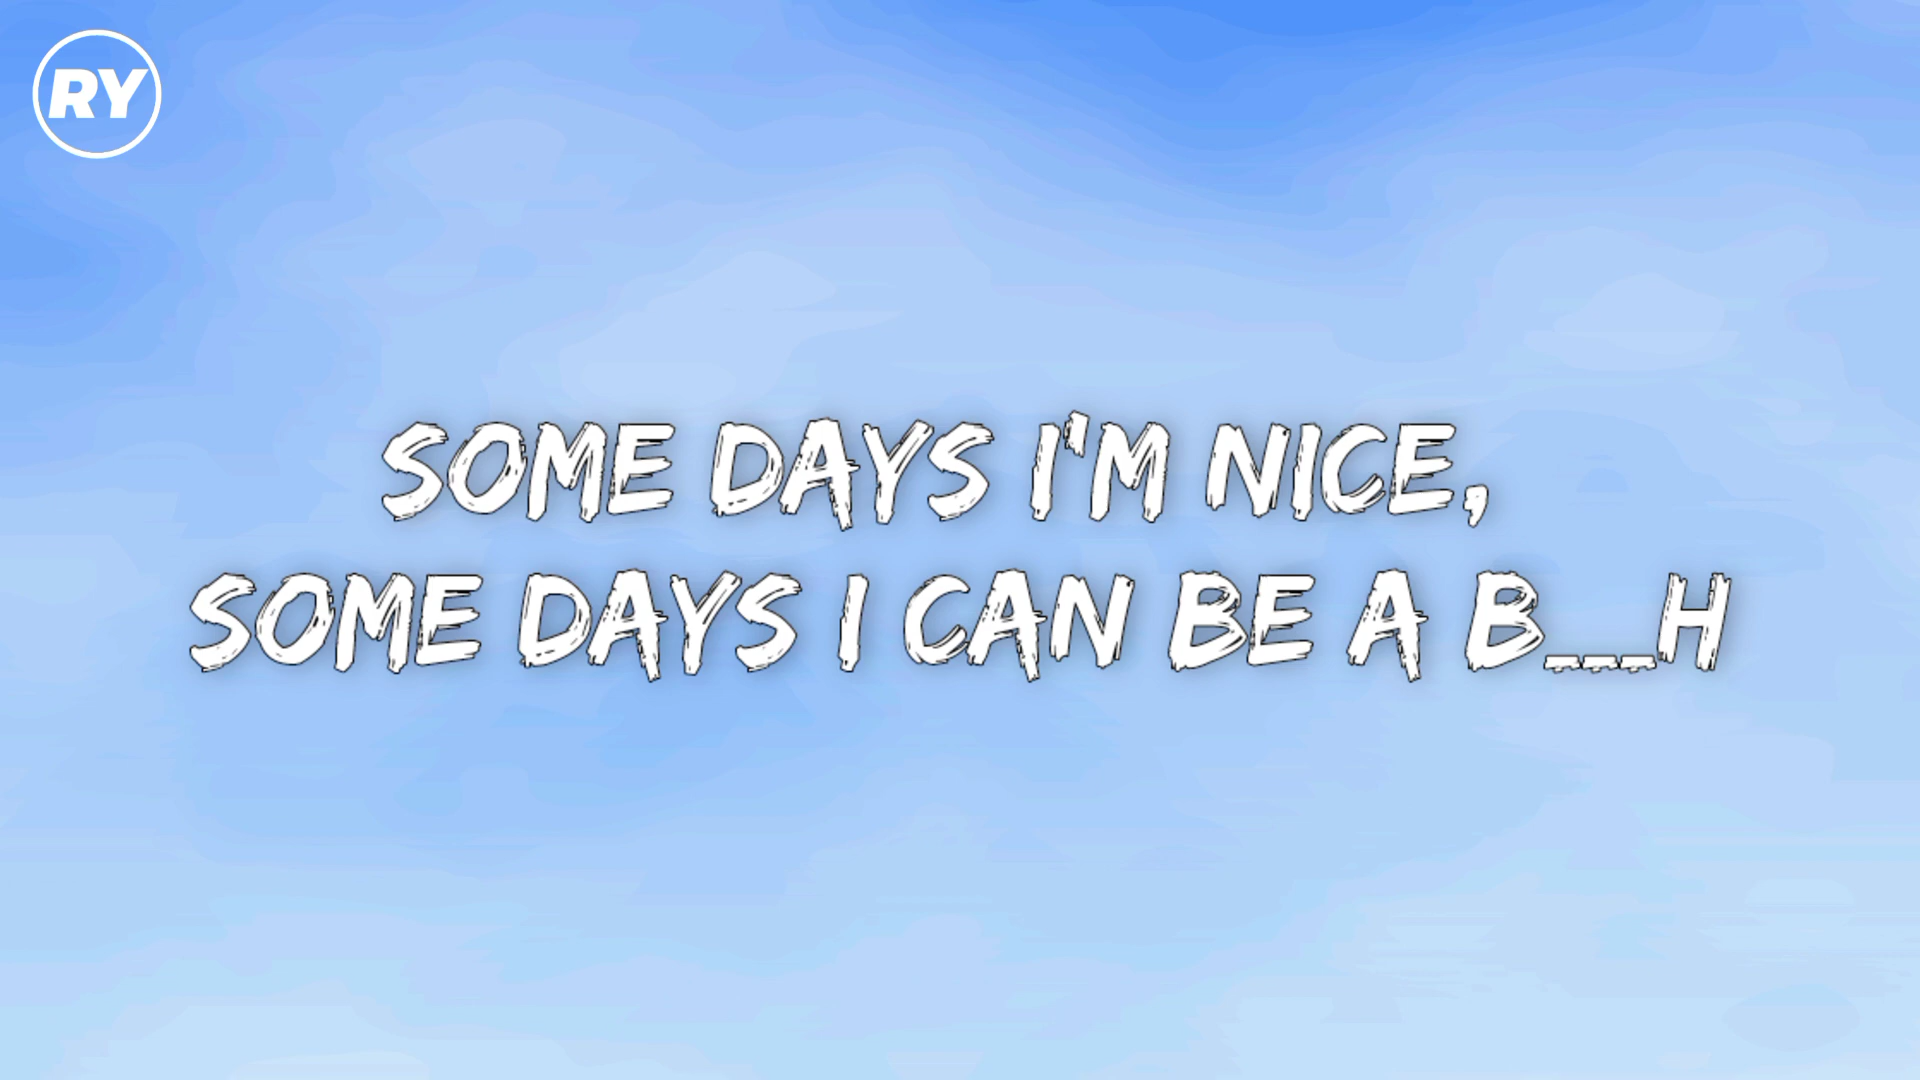 RY
SOME DAYS I'M NICE,
SOME DAYS I CAN BE A B___H